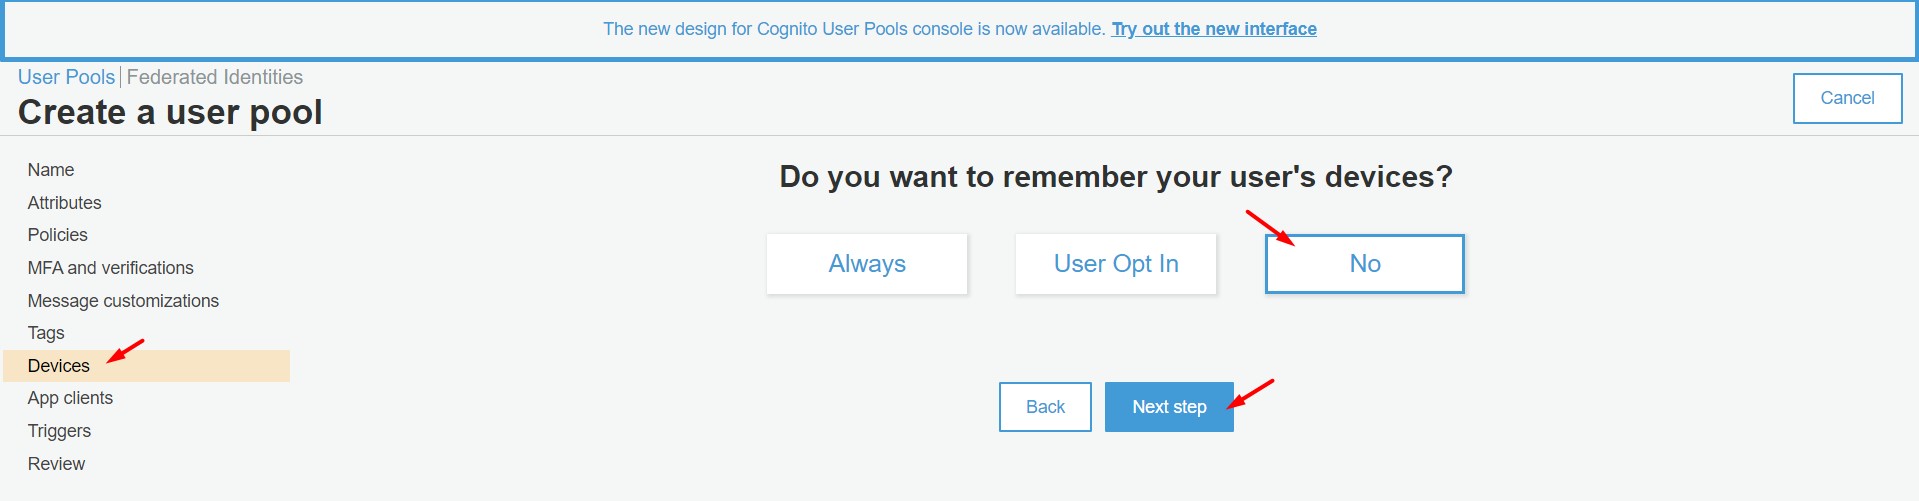 The new design for Cognito User Pools console is now available. Try out the new interface
User Pools | Federated Identities
Create a user pool
Cancel
Name
Attributes
Policies
MFA and verifications
Message customizations
Tags
Devices
App clients
Triggers
Review
Do you want to remember your user's devices?
Always
User Opt In
No
Back
Next step